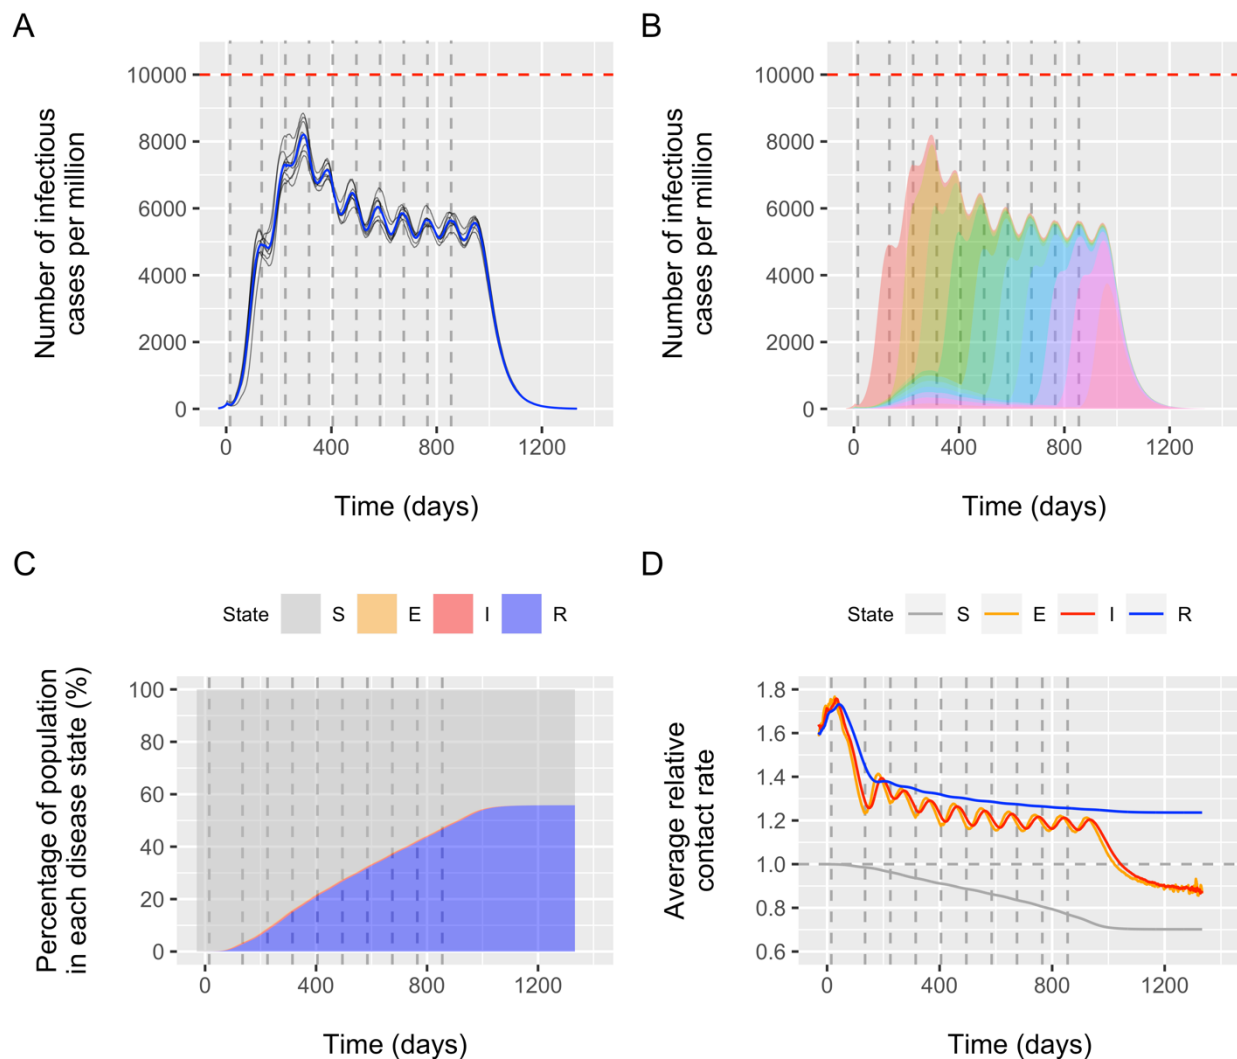 A
Number of infectious
cases per million
10000
8000
6000
4000
2000
0
0 400 800 1200
Time (days)
B
Number of infectious
cases per million
10000
8000
6000
4000
2000
0
0 400 800 1200
Time (days)
C
State S E I R
Percentage of population
in each disease state (%)
100
80
60
40
20
0
0 400 800 1200
Time (days)
D
State S E I R
Average relative
contact rate
1.8
1.6
1.4
1.2
1.0
0.8
0.6
0 400 800 1200
Time (days)